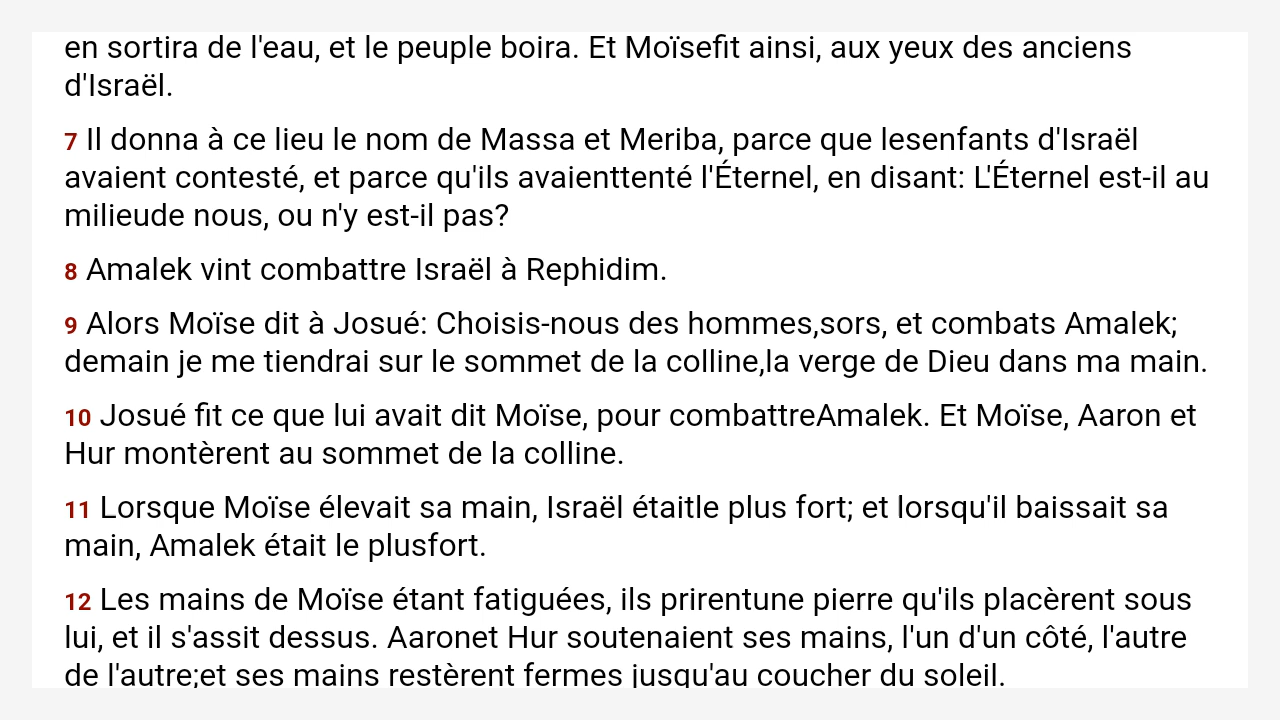 en sortira de l'eau, et le peuple boira. Et Moïsefit ainsi, aux yeux des anciens
d'Israël.
7 Il donna à ce lieu le nom de Massa et Meriba, parce que lesenfants d'Israël
avaient contesté, et parce qu'ils avaienttenté l'Éternel, en disant: L'Éternel est-il au
milieude nous, ou n'y est-il pas?
8 Amalek vint combattre Israël à Rephidim.
9 Alors Moïse dit à Josué: Choisis-nous des hommes,sors, et combats Amalek;
demain je me tiendrai sur le sommet de la colline,la verge de Dieu dans ma main.
10 Josué fit ce que lui avait dit Moïse, pour combattreAmalek. Et Moïse, Aaron et
Hur montèrent au sommet de la colline.
11 Lorsque Moïse élevait sa main, Israël étaitle plus fort; et lorsqu'il baissait sa
main, Amalek était le plusfort.
12 Les mains de Moïse étant fatiguées, ils prirentune pierre qu'ils placèrent sous
lui, et il s'assit dessus. Aaronet Hur soutenaient ses mains, l'un d'un côté, l'autre
de l'autre;et ses mains restèrent fermes jusqu'au coucher du soleil.